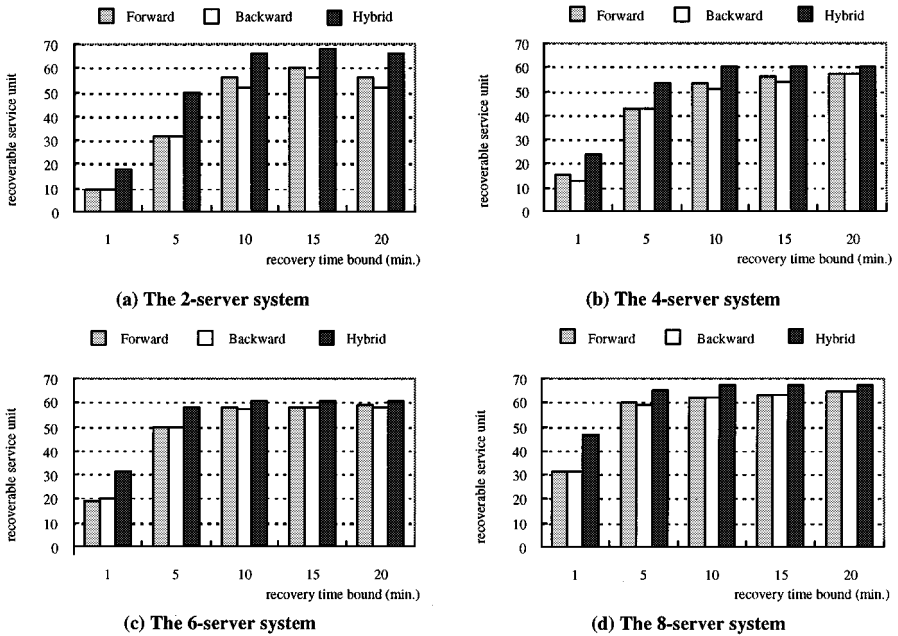 Forward Backward Hybrid
recoverable service unit
70
60
50
40
30
20
10
0
1 5 10 15 20
recovery time bound (min.)
(a) The 2-server system
Forward Backward Hybrid
recoverable service unit
70
60
50
40
30
20
10
0
1 5 10 15 20
recovery time bound (min.)
(b) The 4-server system
Forward Backward Hybrid
recoverable service unit
70
60
50
40
30
20
10
0
1 5 10 15 20
recovery time bound (min.)
(c) The 6-server system
Forward Backward Hybrid
recoverable service unit
70
60
50
40
30
20
10
0
1 5 10 15 20
recovery time bound (min.)
(d) The 8-server system